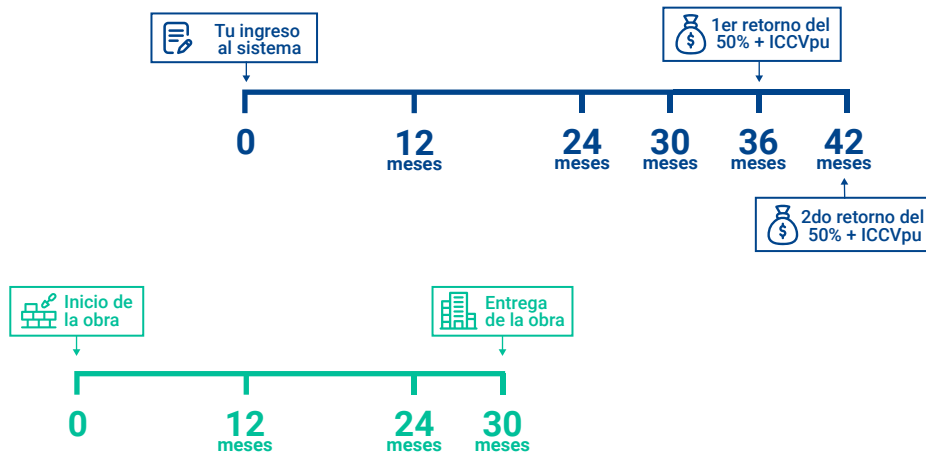 Tu ingreso
al sistema
1er retorno del
50% + ICCVpu
0
12
meses
24
meses
30
meses
36
meses
42
meses
2do retorno del
50% + ICCVpu
Inicio de
la obra
Entrega
de la obra
0
12
meses
24
meses
30
meses